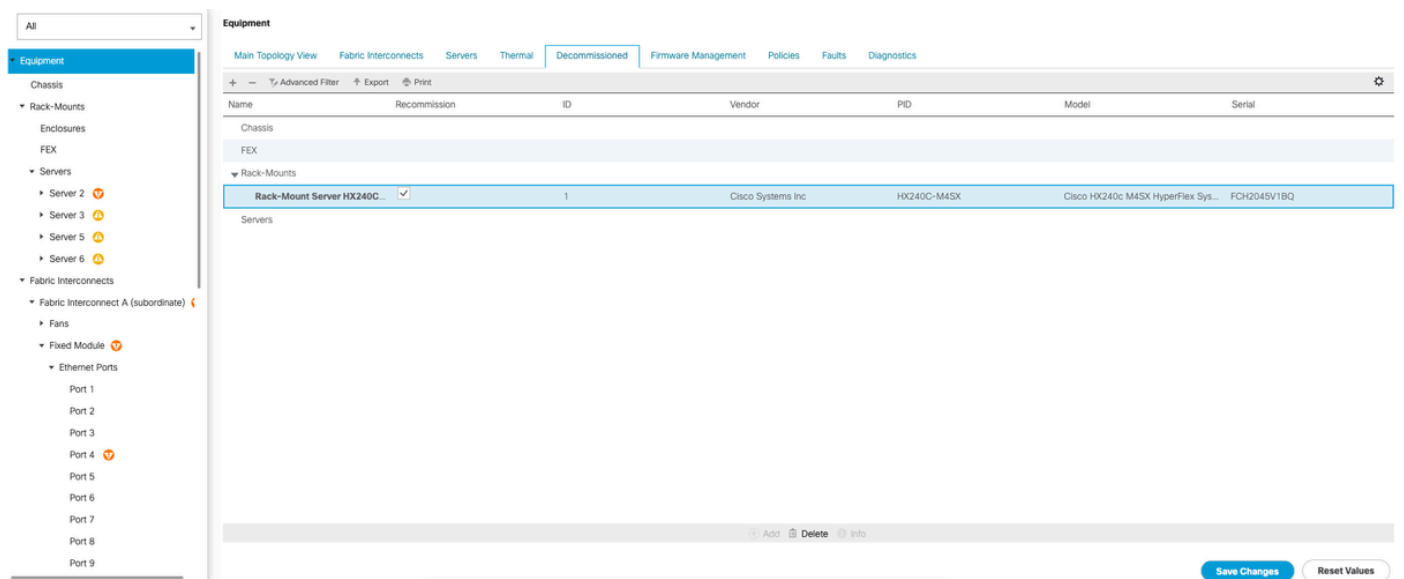 All
Equipment
Chassis
Rack-Mounts
Enclosures
FEX
Servers
Server 2
Server 3
Server 5
Server 6
Fabric Interconnects
Fabric Interconnect A (subordinate)
Fans
Fixed Module
Ethernet Ports
Port 1
Port 2
Port 3
Port 4
Port 5
Port 6
Port 7
Port 8
Port 9
Equipment
Main Topology View Fabric Interconnects Servers Thermal Decommissioned Firmware Management Policies Faults Diagnostics
+ − Advanced Filter Export Print
Name Recommission ID Vendor PID Model Serial
Chassis
FEX
Rack-Mounts
Rack-Mount Server HX240C... 1 Cisco Systems Inc HX240C-M4SX Cisco HX240c M4SX HyperFlex Sys... FCH2045V1BQ
Servers
Add Delete Info
Save Changes Reset Values